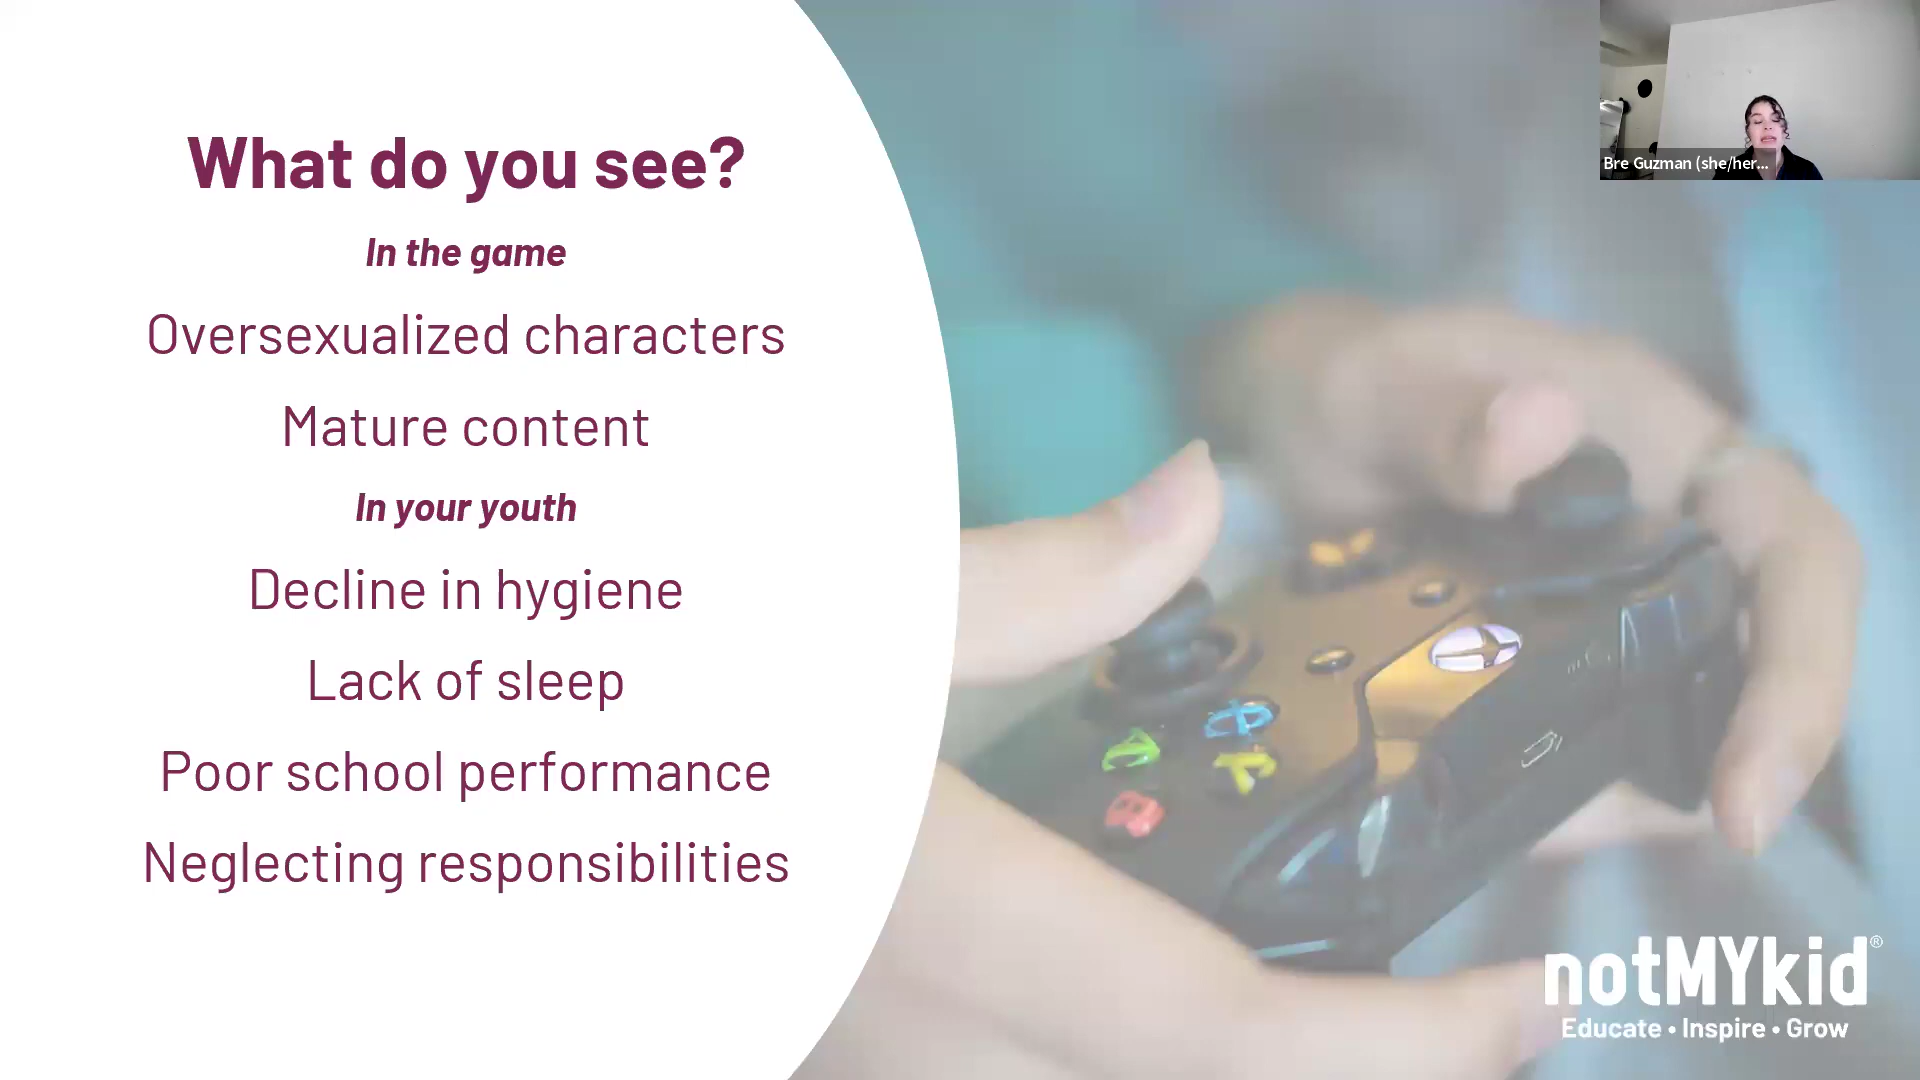 What do you see?
In the game
Oversexualized characters
Mature content
In your youth
Decline in hygiene
Lack of sleep
Poor school performance
Neglecting responsibilities
Bre Guzman (she/her...
notMYkid®
Educate • Inspire • Grow